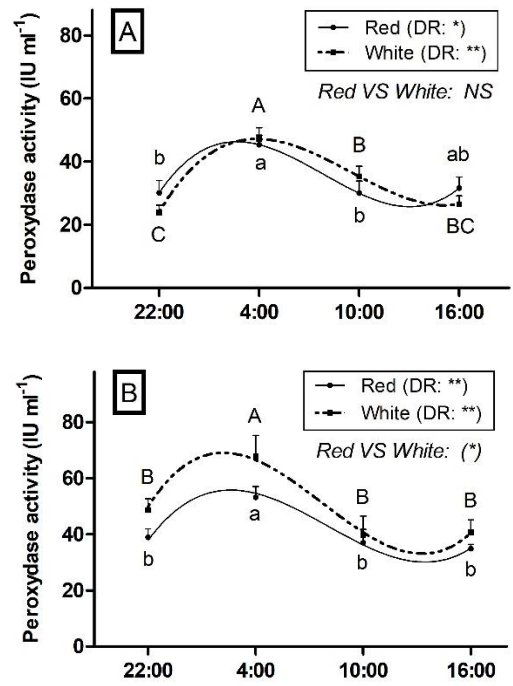 A
Red (DR: *)
White (DR: **)
Red VS White: NS
Peroxydase activity (IU ml⁻¹)
80
60
40
20
0
b
C
A
a
B
b
ab
BC
22:00
4:00
10:00
16:00
B
Red (DR: **)
White (DR: **)
Red VS White: (*)
Peroxydase activity (IU ml⁻¹)
80
60
40
20
0
B
b
A
a
B
b
B
b
22:00
4:00
10:00
16:00